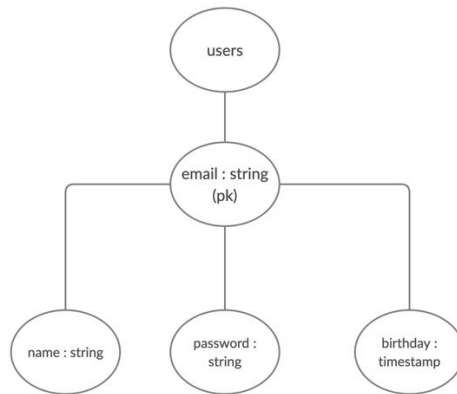 users
email : string
(pk)
name : string
password :
string
birthday :
timestamp